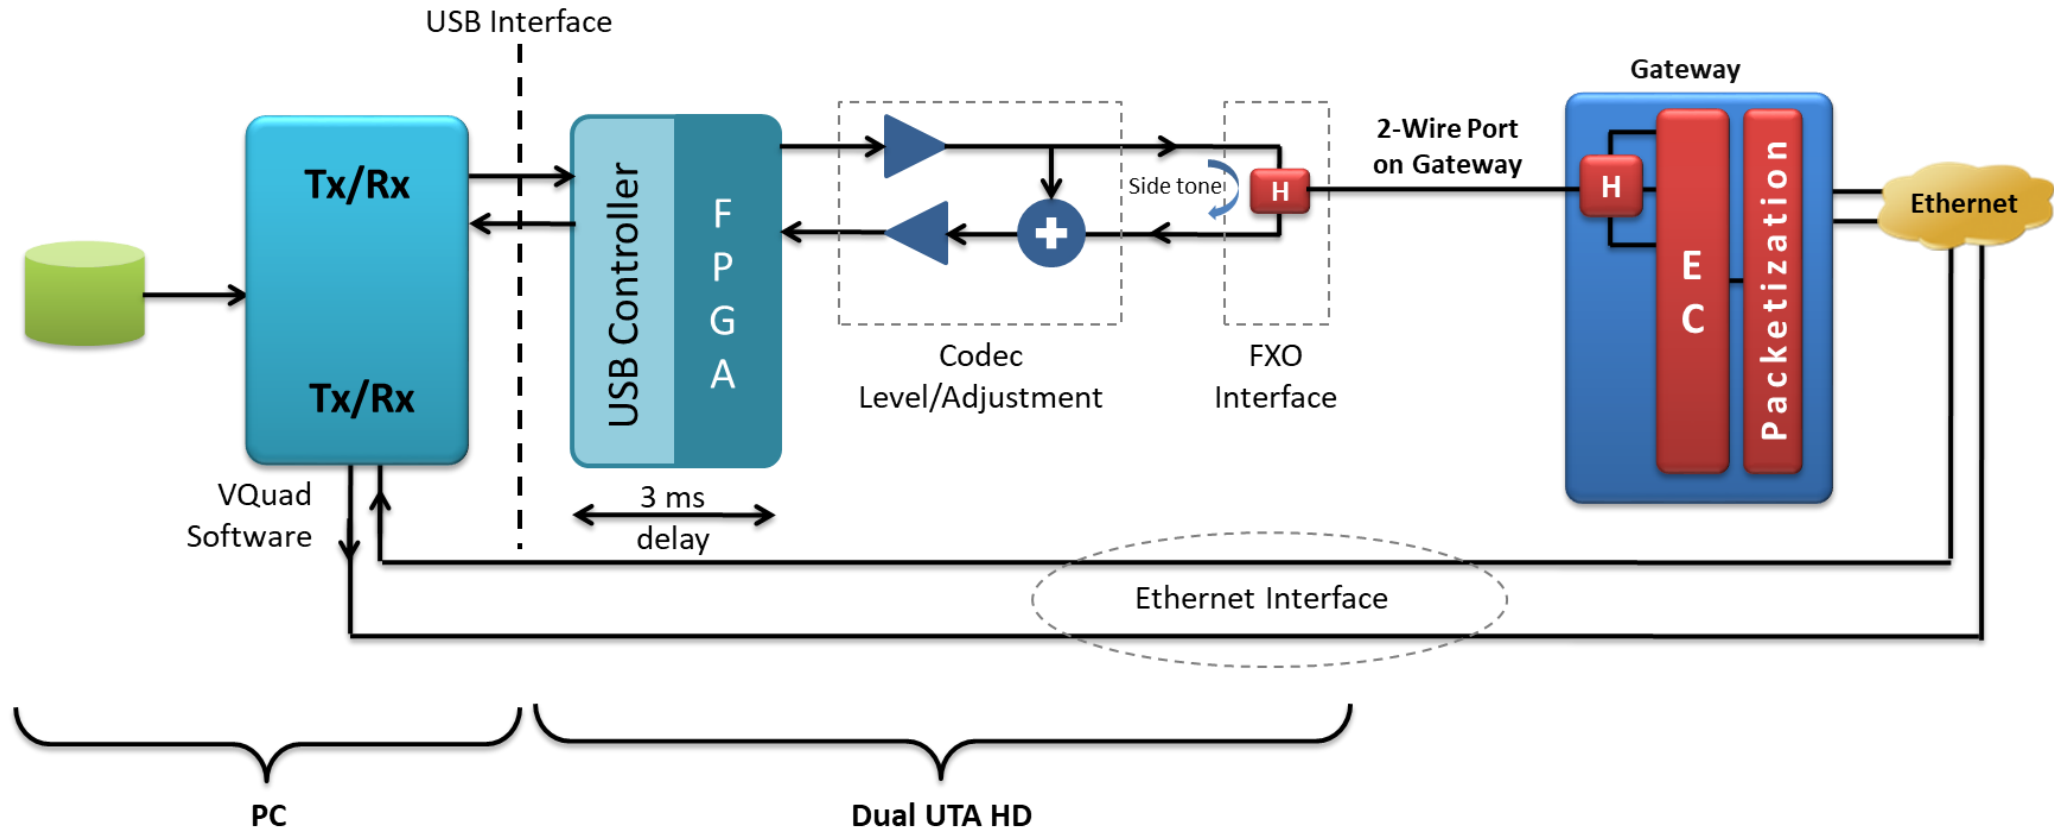 USB Interface
Gateway
2-Wire Port
on Gateway
Tx/Rx
Tx/Rx
USB Controller
F
P
G
A
Side tone
H
H
E
C
Packetization
Ethernet
Codec
Level/Adjustment
FXO
Interface
VQuad
Software
3 ms
delay
Ethernet Interface
PC
Dual UTA HD